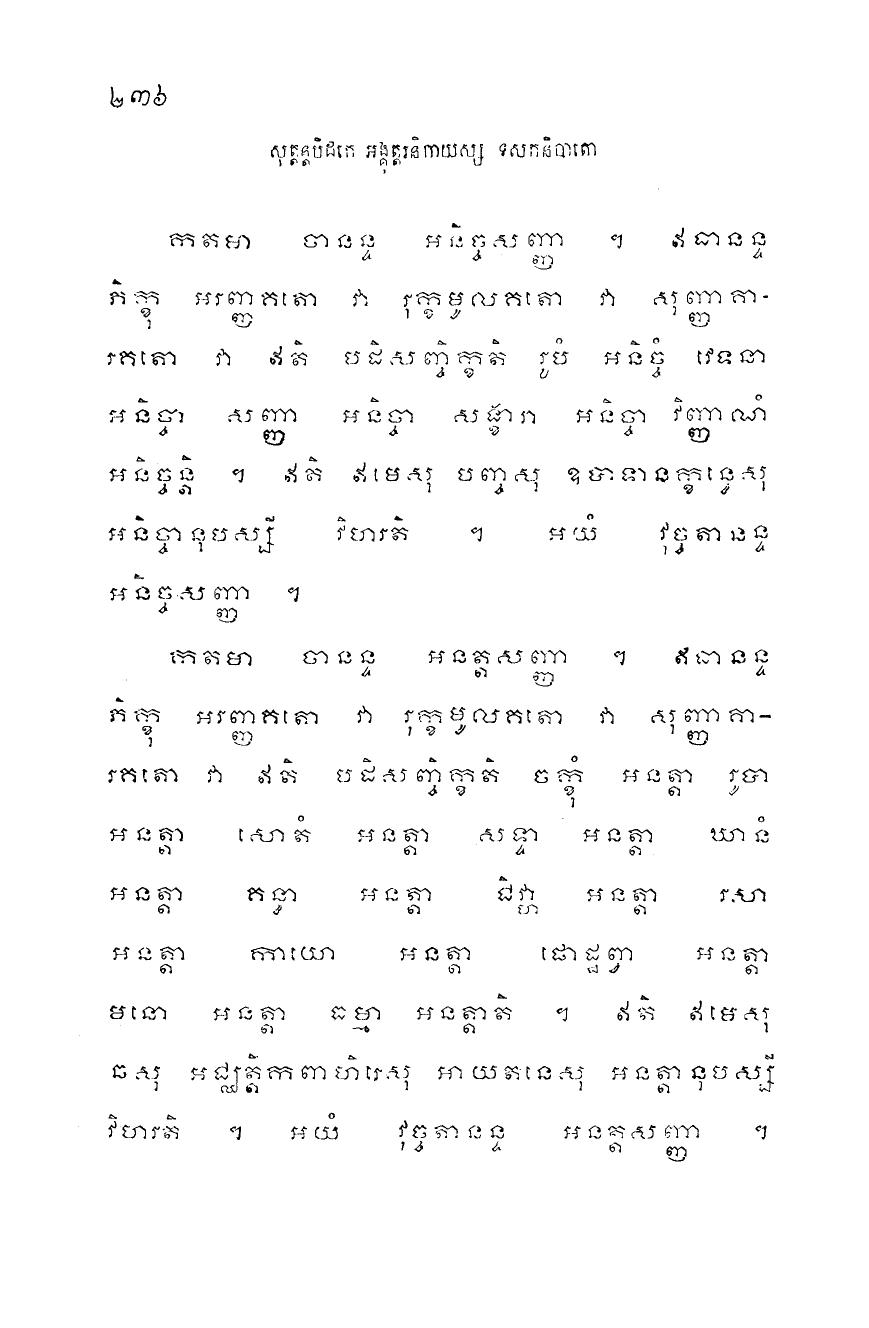 ២៣៦
សុត្តន្តបិដកេ អង្គុត្តរនិកាយស្ស ទសកនិបាតោ
កតមា ចានន្ទ អនិច្ចសញ្ញា ។ ឥធានន្ទ
ភិក្ខុ អរញ្ញគតោ វា រុក្ខមូលគតោ វា សុញ្ញាគា-
រគតោ វា ឥតិ បដិសញ្ចិក្ខតិ រូបំ អនិច្ចំ វេទនា
អនិច្ចា សញ្ញា អនិច្ចា សង្ខារា អនិច្ចា វិញ្ញាណំ
អនិច្ចន្តិ ។ ឥតិ ឥមេសុ បញ្ចសុ ឧបាទានក្ខន្ធេសុ
អនិច្ចានុបស្សី វិហរតិ ។ អយំ វុច្ចតានន្ទ
អនិច្ចសញ្ញា ។
កតមា ចានន្ទ អនត្តសញ្ញា ។ ឥធានន្ទ
ភិក្ខុ អរញ្ញគតោ វា រុក្ខមូលគតោ វា សុញ្ញាគា-
រគតោ វា ឥតិ បដិសញ្ចិក្ខតិ ចក្ខុំ អនត្តា រូបា
អនត្តា សោតំ អនត្តា សទ្ទា អនត្តា ឃានំ
អនត្តា គន្ធា អនត្តា ជិវ្ហា អនត្តា រសា
អនត្តា កាយោ អនត្តា ផោដ្ឋព្វា អនត្តា
មនោ អនត្តា ធម្មា អនត្តាតិ ។ ឥតិ ឥមេសុ
ឆសុ អជ្ឈត្តិកពាហិរេសុ អាយតនេសុ អនត្តានុបស្សី
វិហរតិ ។ អយំ វុច្ចតានន្ទ អនត្តសញ្ញា ។